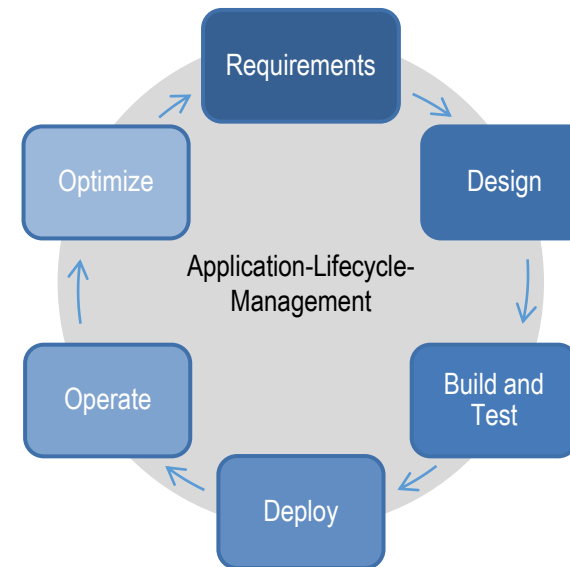 Requirements
Design
Build and
Test
Deploy
Operate
Optimize
Application-Lifecycle-
Management